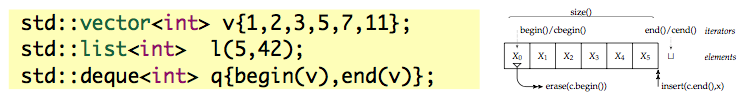 std::vector<int> v{1,2,3,5,7,11};
std::list<int> l(5,42);
std::deque<int> q{begin(v),end(v)};
size()
begin()/cbegin() end()/cend() iterators
X0 X1 X2 X3 X4 X5 ⊔ elements
erase(c.begin()) insert(c.end(),x)